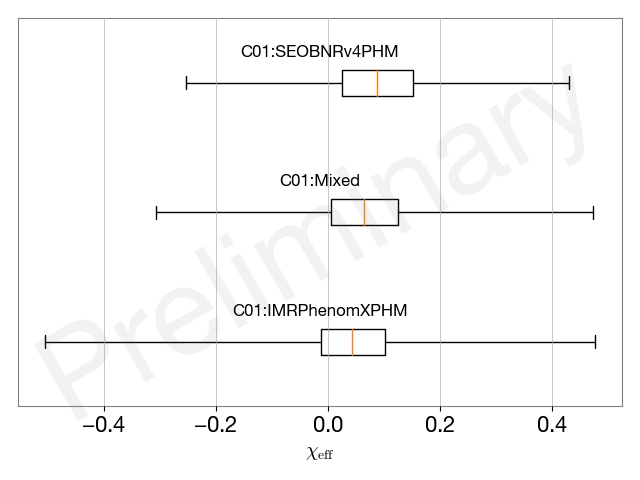 C01:SEOBNRv4PHM
C01:Mixed
C01:IMRPhenomXPHM
Preliminary
−0.4 −0.2 0.0 0.2 0.4
χeff